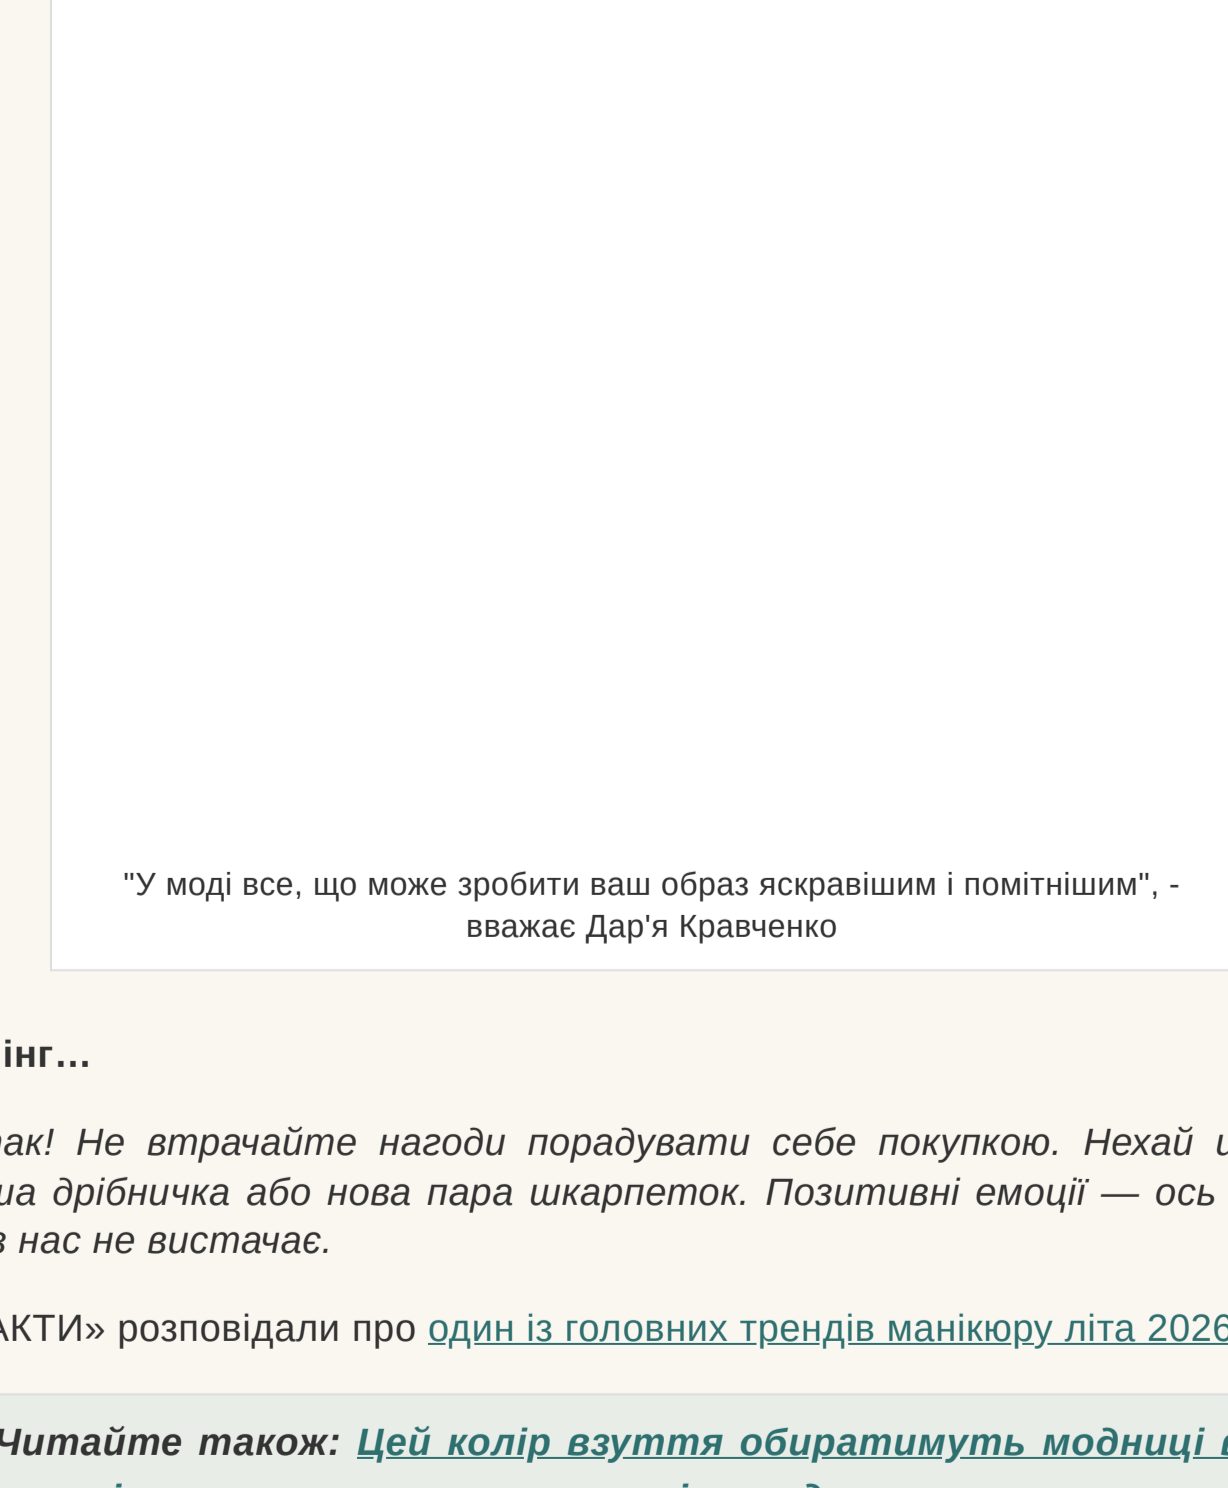 "У моді все, що може зробити ваш образ яскравішим і помітнішим", -
вважає Дар'я Кравченко
інг…
так! Не втрачайте нагоди порадувати себе покупкою. Нехай
дрібничка або нова пара шкарпеток. Позитивні емоції — ось
в нас не вистачає.
АКТИ» розповідали про один із головних трендів манікюру літа 2026
Читайте також: Цей колір взуття обиратимуть модниці